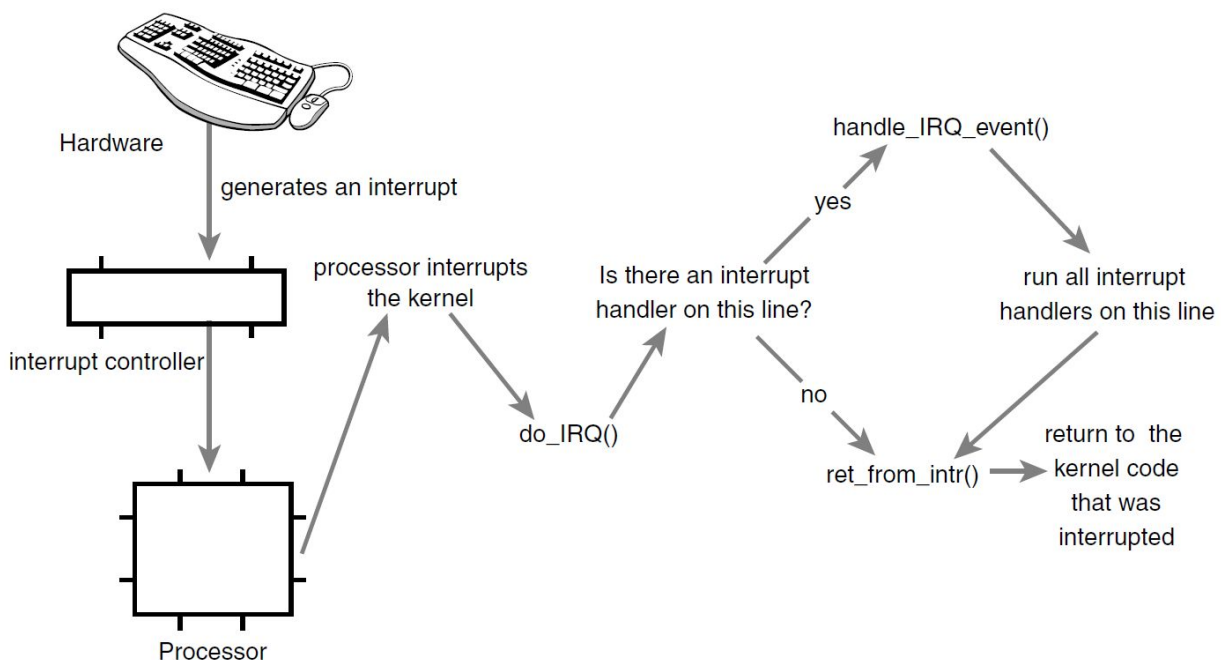 Hardware
generates an interrupt
interrupt controller
Processor
processor interrupts
the kernel
do_IRQ()
Is there an interrupt
handler on this line?
yes
no
handle_IRQ_event()
run all interrupt
handlers on this line
ret_from_intr()
return to the
kernel code
that was
interrupted